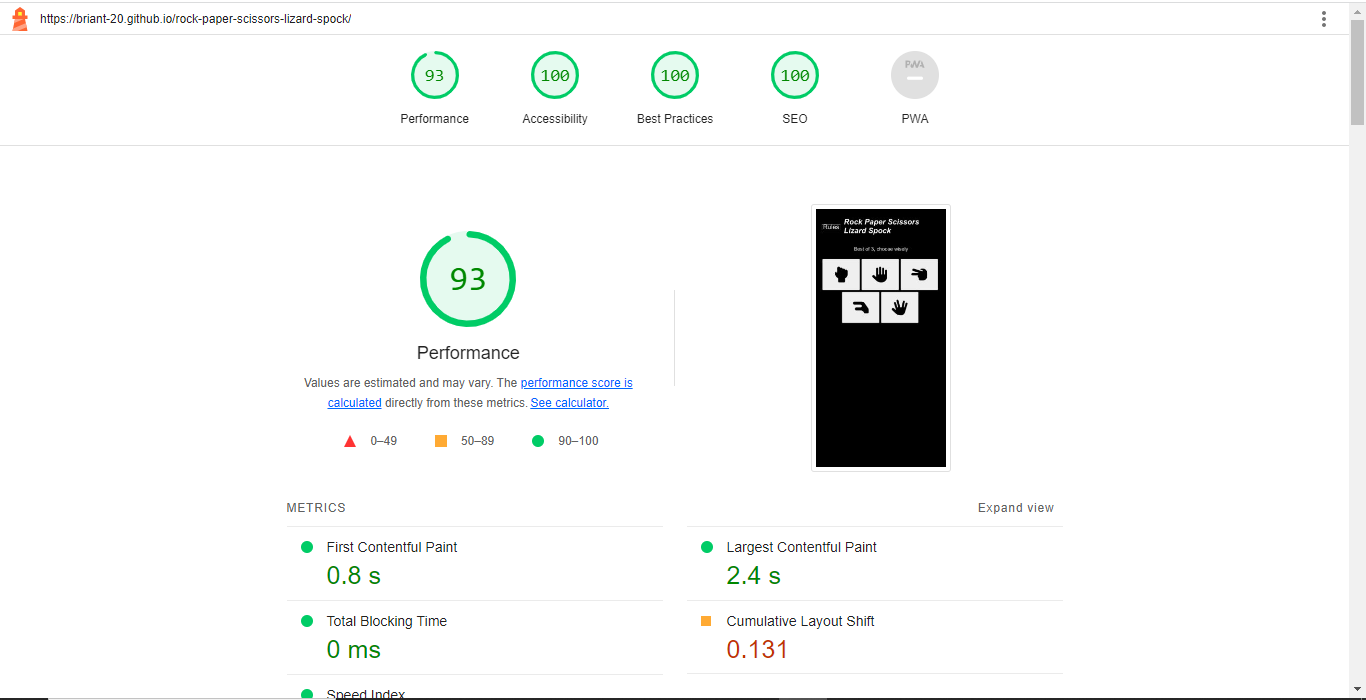 https://briant-20.github.io/rock-paper-scissors-lizard-spock/
93
100
100
100
PWA
Performance
Accessibility
Best Practices
SEO
PWA
93
Performance
Values are estimated and may vary. The performance score is
calculated directly from these metrics. See calculator.
0–49
50–89
90–100
Rules
Rock Paper Scissors
Lizard Spock
Best of 3, choose wisely
METRICS
Expand view
First Contentful Paint
0.8 s
Largest Contentful Paint
2.4 s
Total Blocking Time
0 ms
Cumulative Layout Shift
0.131
Speed Index